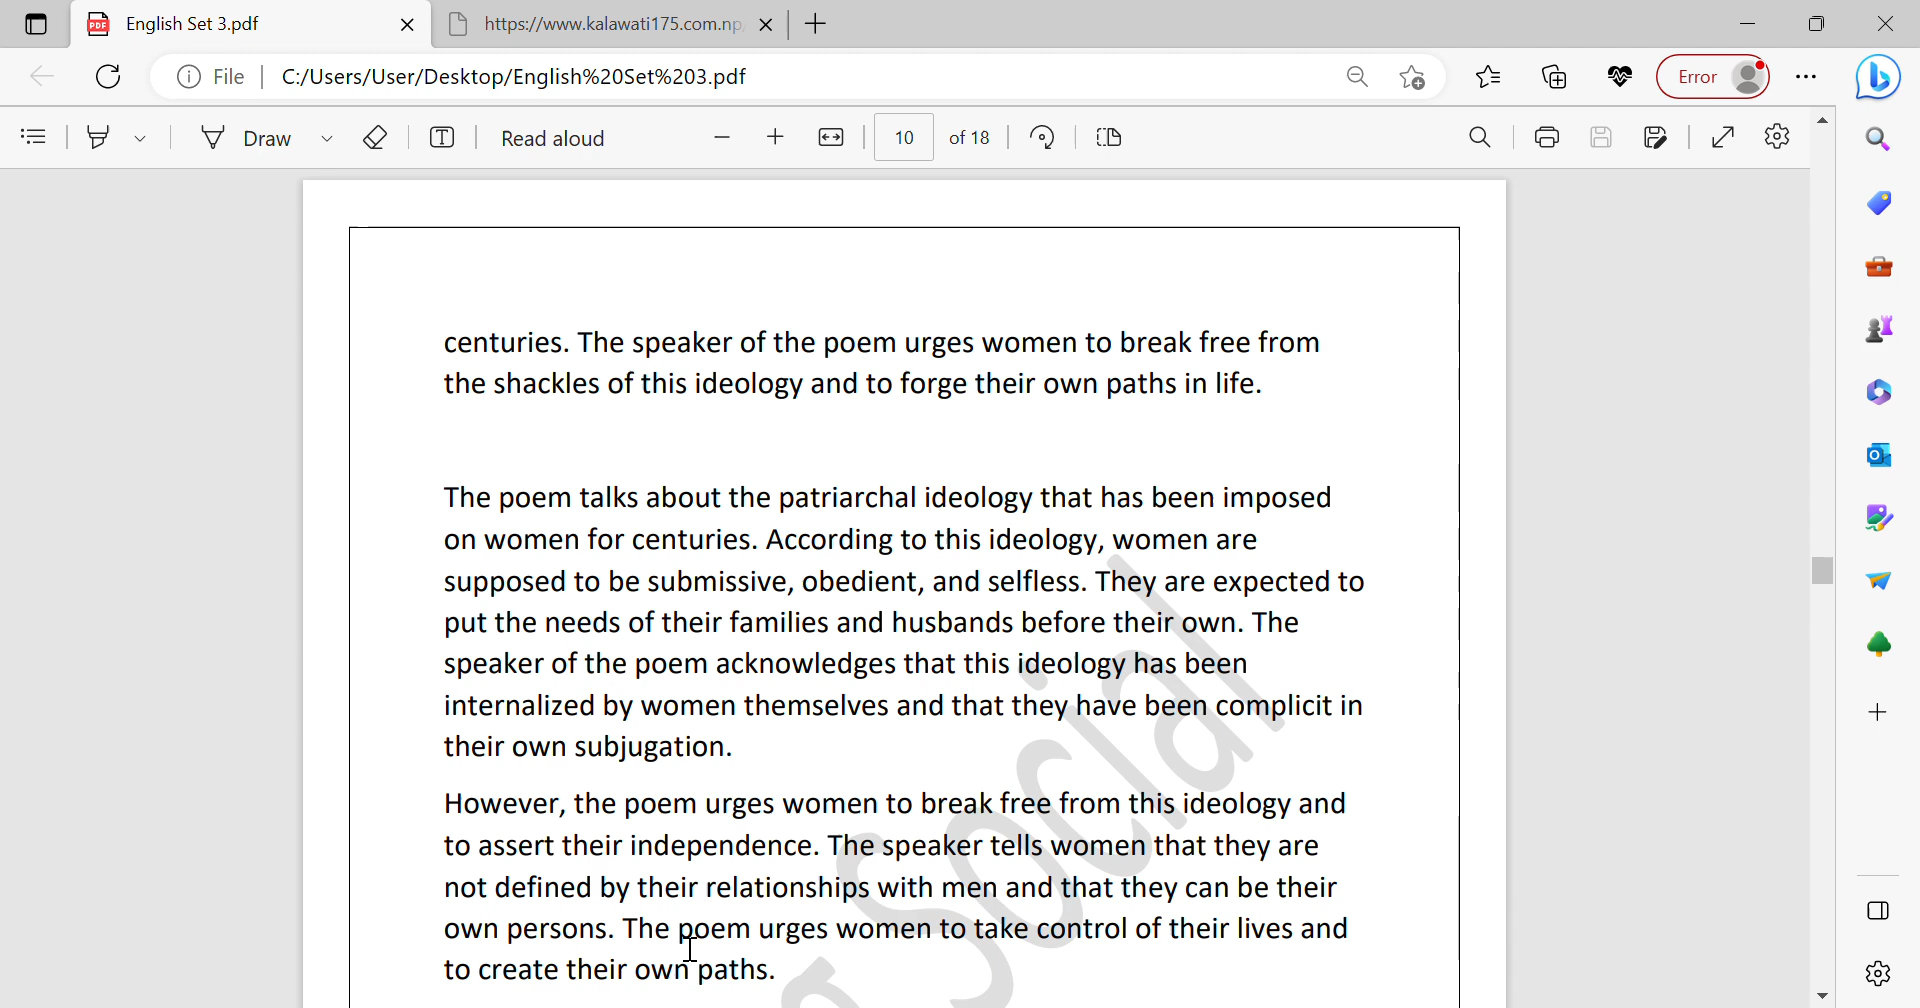 English Set 3.pdf
https://www.kalawati175.com.np
File
C:/Users/User/Desktop/English%20Set%203.pdf
Error
Draw
Read aloud
10 of 18
centuries. The speaker of the poem urges women to break free from
the shackles of this ideology and to forge their own paths in life.
The poem talks about the patriarchal ideology that has been imposed
on women for centuries. According to this ideology, women are
supposed to be submissive, obedient, and selfless. They are expected to
put the needs of their families and husbands before their own. The
speaker of the poem acknowledges that this ideology has been
internalized by women themselves and that they have been complicit in
their own subjugation.
However, the poem urges women to break free from this ideology and
to assert their independence. The speaker tells women that they are
not defined by their relationships with men and that they can be their
own persons. The poem urges women to take control of their lives and
to create their own paths.
Social